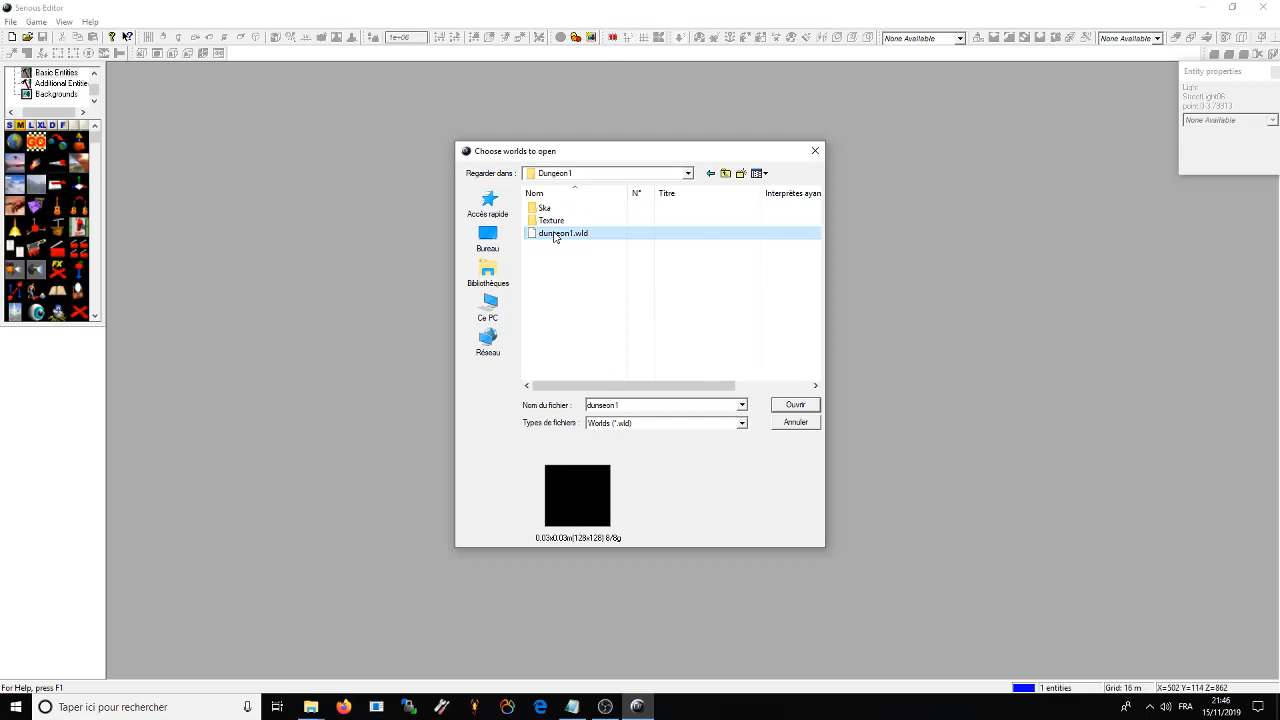 Serious Editor
File Game View Help
1e+06
None Available
None Available
Basic Entities
Additional Entitie
Backgrounds
S M L XL D F
Entity properties
Light
StreetLight06
point:0-3.79813
None Available
Choose worlds to open
Regarder dans : Dungeon1
Nom N° Titre Interprètes ayan
Ska
Texture
dungeon1.wld
Accès rapide
Bureau
Bibliothèques
Ce PC
Réseau
Nom du fichier : dungeon1 Ouvrir
Types de fichiers : Worlds (*.wld) Annuler
0.03x0.03m(128x128) 8/8g
For Help, press F1 1 entities Grid: 16 m X=502 Y=114 Z=862
Taper ici pour rechercher
FRA
21:46
15/11/2019